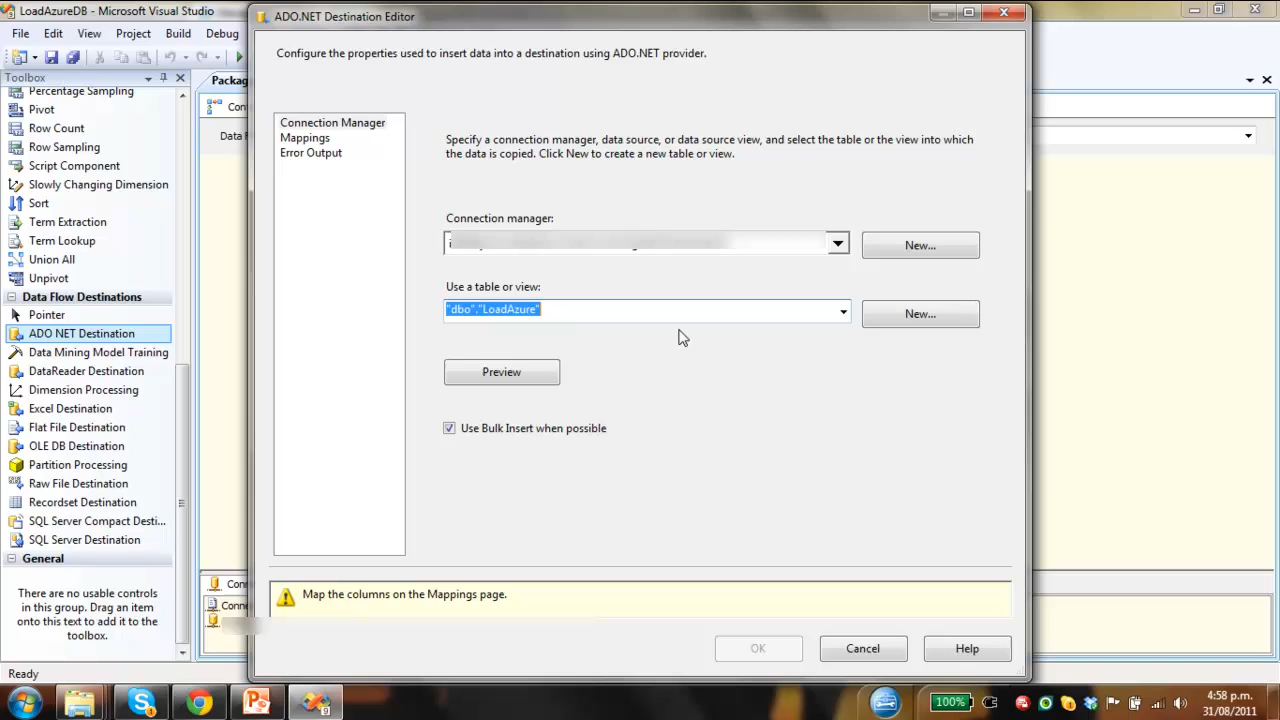 LoadAzureDB - Microsoft Visual Studio
File Edit View Project Build Debug
Toolbox
Percentage Sampling
Pivot
Row Count
Row Sampling
Script Component
Slowly Changing Dimension
Sort
Term Extraction
Term Lookup
Union All
Unpivot
Data Flow Destinations
Pointer
ADO NET Destination
Data Mining Model Training
DataReader Destination
Dimension Processing
Excel Destination
Flat File Destination
OLE DB Destination
Partition Processing
Raw File Destination
Recordset Destination
SQL Server Compact Desti...
SQL Server Destination
General
There are no usable controls
in this group. Drag an item
onto this text to add it to the
toolbox.
Ready
Packag
Con
Data F
Conn
Conne
ADO.NET Destination Editor
Configure the properties used to insert data into a destination using ADO.NET provider.
Connection Manager
Mappings
Error Output
Specify a connection manager, data source, or data source view, and select the table or the view into which
the data is copied. Click New to create a new table or view.
Connection manager:
New...
Use a table or view:
"dbo"."LoadAzure"
New...
Preview
Use Bulk Insert when possible
Map the columns on the Mappings page.
OK Cancel Help
100%
4:58 p.m.
31/08/2011